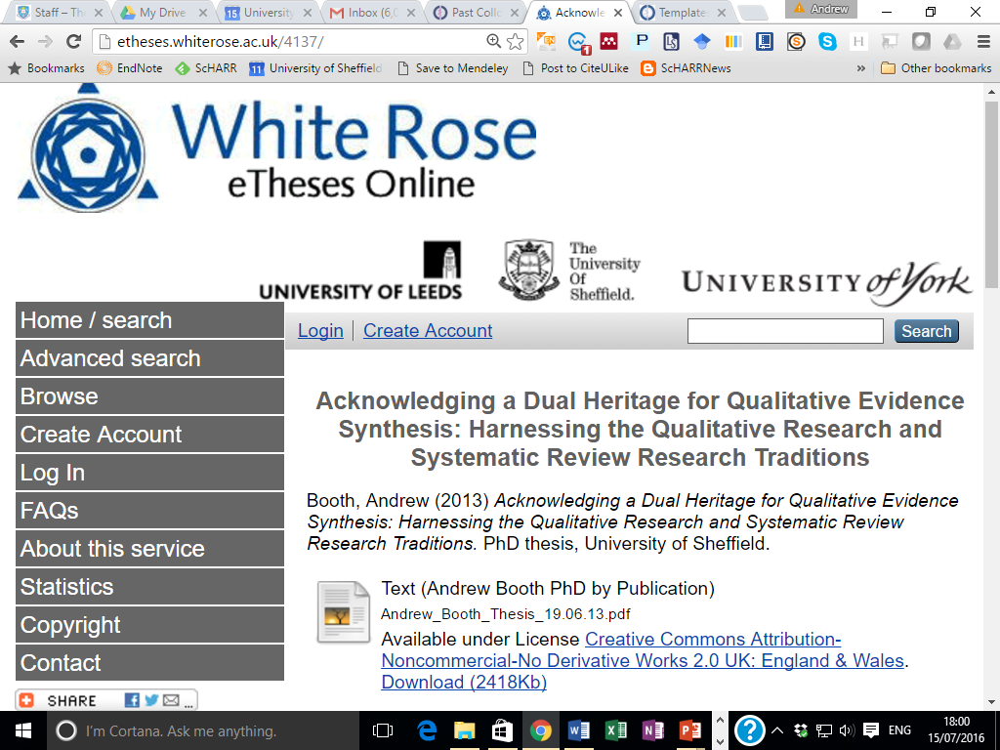 Staff – Th
My Drive
University
Inbox (6,0
Past Coll
Acknowle
Template
Andrew
etheses.whiterose.ac.uk/4137/
Bookmarks
EndNote
ScHARR
University of Sheffield
Save to Mendeley
Post to CiteULike
ScHARRNews
»
Other bookmarks
White Rose
eTheses Online
UNIVERSITY OF LEEDS
The
University
Of
Sheffield.
UNIVERSITY of York
Home / search
Advanced search
Browse
Create Account
Log In
FAQs
About this service
Statistics
Copyright
Contact
SHARE
...
Login | Create Account
Search
Acknowledging a Dual Heritage for Qualitative Evidence
Synthesis: Harnessing the Qualitative Research and
Systematic Review Research Traditions
Booth, Andrew (2013) Acknowledging a Dual Heritage for Qualitative Evidence
Synthesis: Harnessing the Qualitative Research and Systematic Review
Research Traditions. PhD thesis, University of Sheffield.
Text (Andrew Booth PhD by Publication)
Andrew_Booth_Thesis_19.06.13.pdf
Available under License Creative Commons Attribution-
Noncommercial-No Derivative Works 2.0 UK: England & Wales.
Download (2418Kb)
I'm Cortana. Ask me anything.
ENG
18:00
15/07/2016